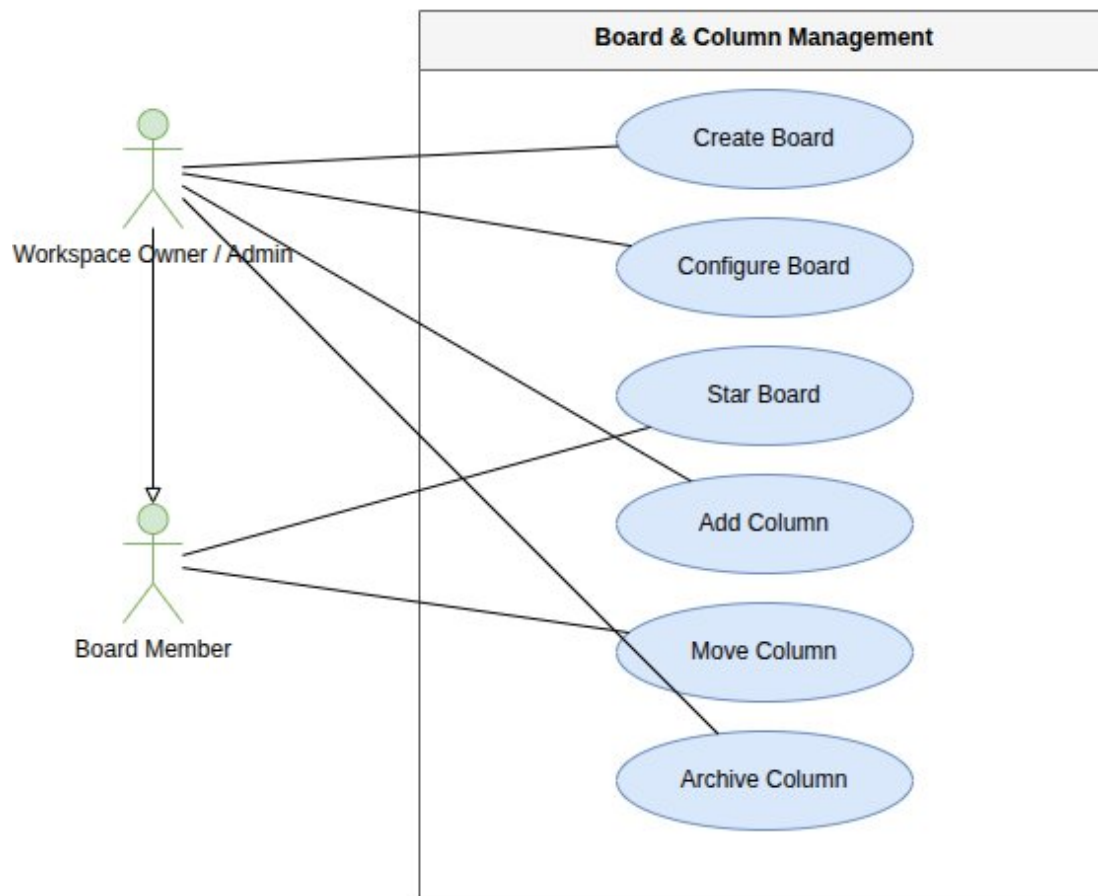 Board & Column Management
Create Board
Workspace Owner / Admin
Configure Board
Star Board
Add Column
Board Member
Move Column
Archive Column